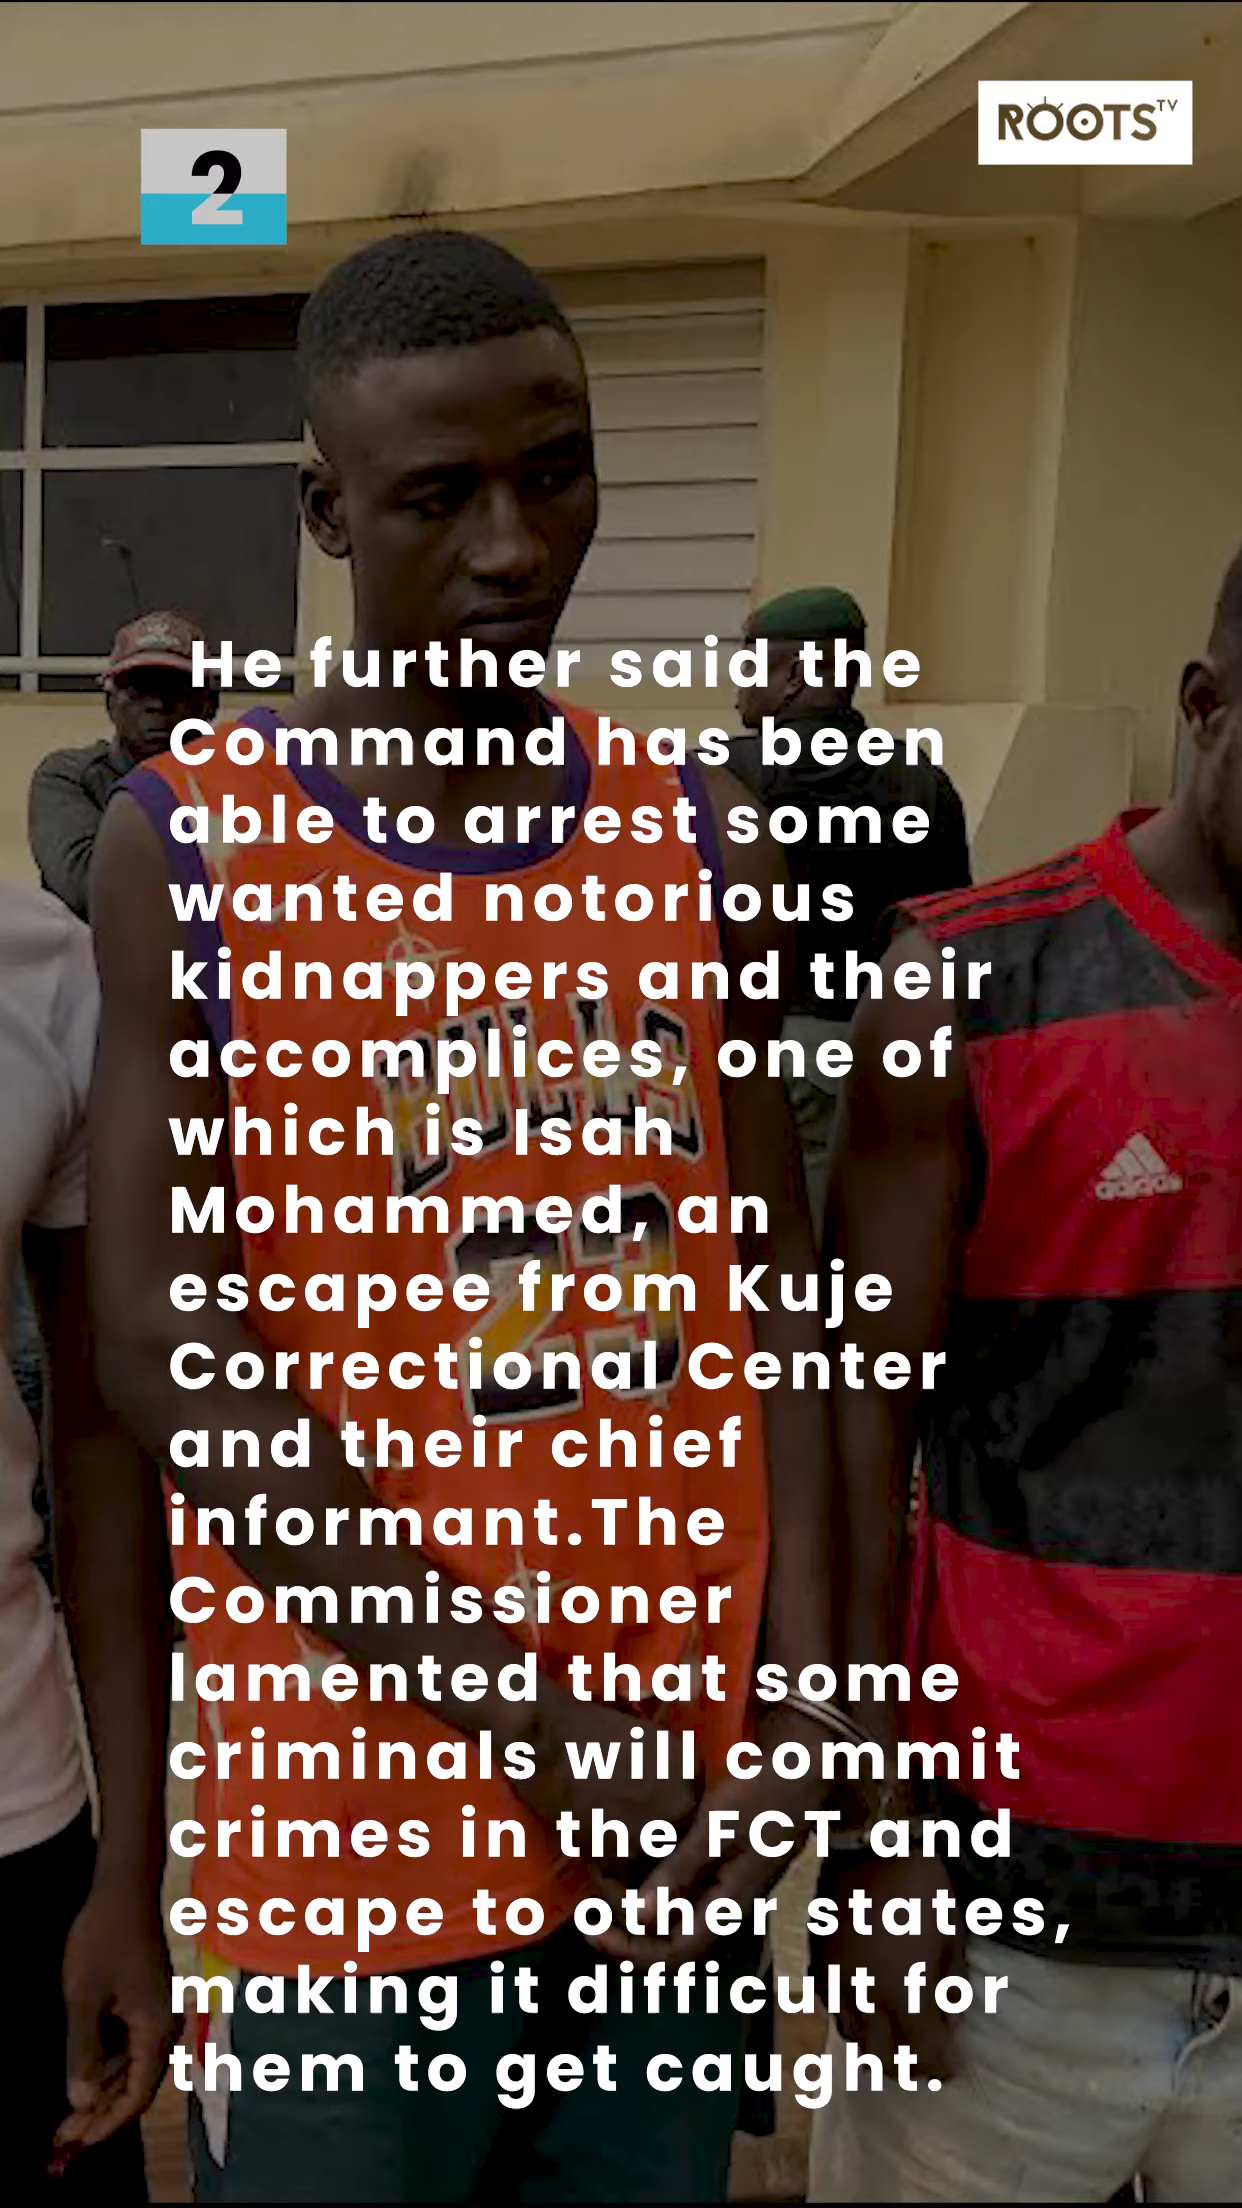 ROOTS TV
2
He further said the
Command has been
able to arrest some
wanted notorious
kidnappers and their
accomplices, one of
which is Isah
Mohammed, an
escapee from Kuje
Correctional Center
and their chief
informant.The
Commissioner
lamented that some
criminals will commit
crimes in the FCT and
escape to other states,
making it difficult for
them to get caught.
BULLS
23
adidas